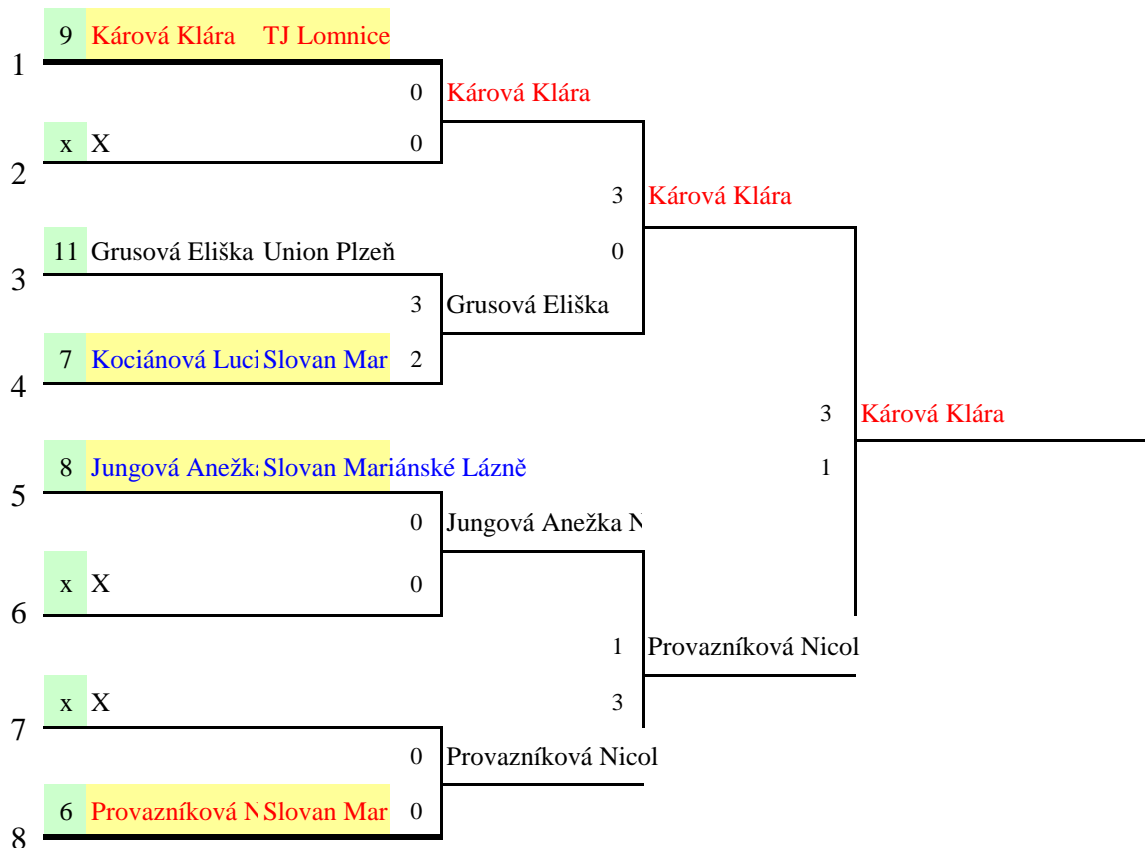 9 Kárová Klára TJ Lomnice
1
0 Kárová Klára
x X 0
2
3 Kárová Klára
11 Grusová Eliška Union Plzeň 0
3
3 Grusová Eliška
7 Kociánová Luci Slovan Mar 2
4
3 Kárová Klára
8 Jungová Anežk Slovan Mariánské Lázně 1
5
0 Jungová Anežka N
x X 0
6
1 Provazníková Nicol
x X 3
7
0 Provazníková Nicol
6 Provazníková N Slovan Mar 0
8